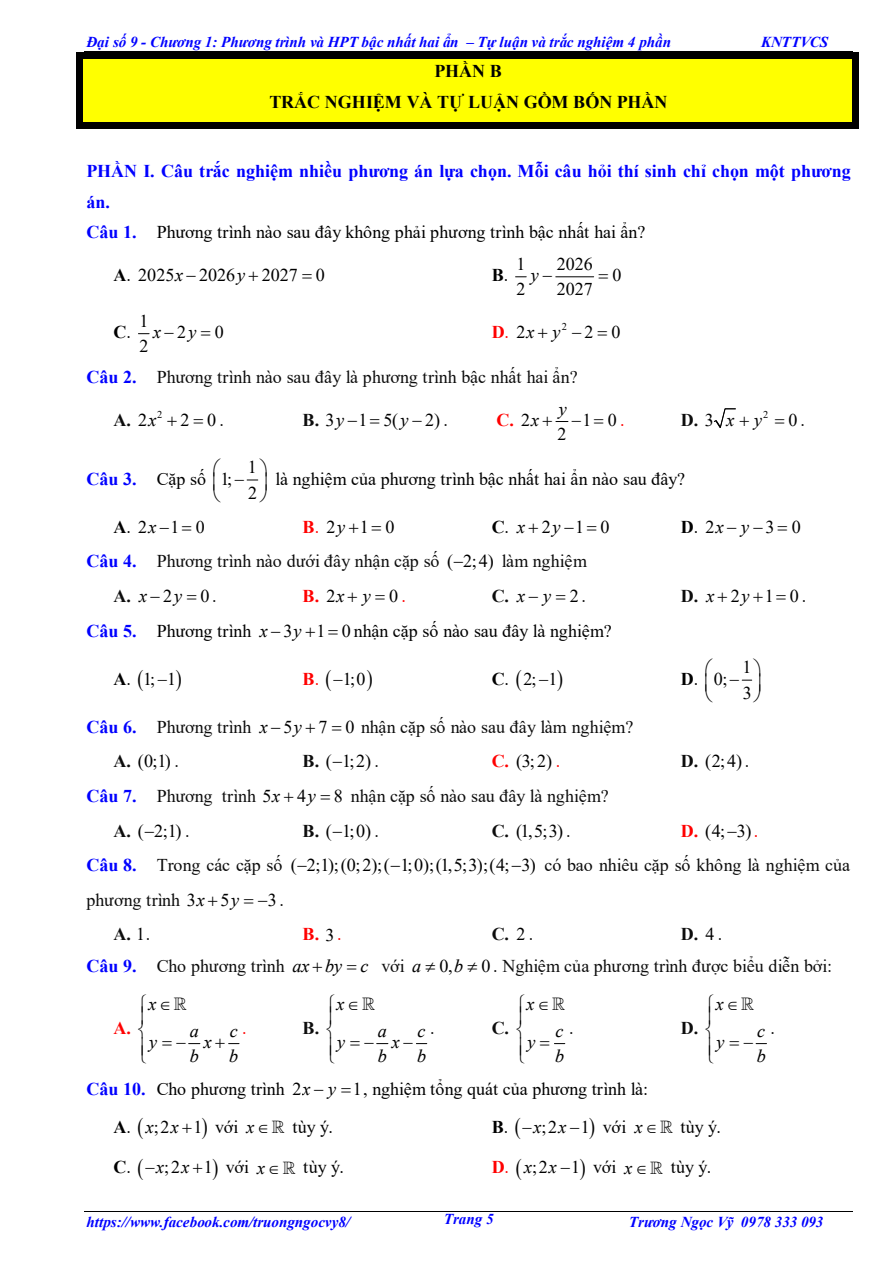 Đại số 9 - Chương 1: Phương trình và HPT bậc nhất hai ẩn – Tự luận và trắc nghiệm 4 phần KNTTVCS
PHẦN B
TRẮC NGHIỆM VÀ TỰ LUẬN GỒM BỐN PHẦN
PHẦN I. Câu trắc nghiệm nhiều phương án lựa chọn. Mỗi câu hỏi thí sinh chỉ chọn một phương
án.
Câu 1. Phương trình nào sau đây không phải phương trình bậc nhất hai ẩn?
A. 2025x − 2026y + 2027 = 0 B. \frac{1}{2}y − \frac{2026}{2027} = 0
C. \frac{1}{2}x − 2y = 0 D. 2x + y² − 2 = 0
Câu 2. Phương trình nào sau đây là phương trình bậc nhất hai ẩn?
A. 2x² + 2 = 0. B. 3y − 1 = 5(y − 2). C. 2x + \frac{y}{2} − 1 = 0. D. 3√x + y² = 0.
Câu 3. Cặp số (1; −\frac{1}{2}) là nghiệm của phương trình bậc nhất hai ẩn nào sau đây?
A. 2x − 1 = 0 B. 2y + 1 = 0 C. x + 2y − 1 = 0 D. 2x − y − 3 = 0
Câu 4. Phương trình nào dưới đây nhận cặp số (−2;4) làm nghiệm
A. x − 2y = 0. B. 2x + y = 0. C. x − y = 2. D. x + 2y + 1 = 0.
Câu 5. Phương trình x − 3y + 1 = 0 nhận cặp số nào sau đây là nghiệm?
A. (1;−1) B. (−1;0) C. (2;−1) D. (0; −\frac{1}{3})
Câu 6. Phương trình x − 5y + 7 = 0 nhận cặp số nào sau đây làm nghiệm?
A. (0;1). B. (−1;2). C. (3;2). D. (2;4).
Câu 7. Phương trình 5x + 4y = 8 nhận cặp số nào sau đây là nghiệm?
A. (−2;1). B. (−1;0). C. (1,5;3). D. (4;−3).
Câu 8. Trong các cặp số (−2;1);(0;2);(−1;0);(1,5;3);(4;−3) có bao nhiêu cặp số không là nghiệm của
phương trình 3x + 5y = −3.
A. 1. B. 3. C. 2. D. 4.
Câu 9. Cho phương trình ax + by = c với a ≠ 0, b ≠ 0. Nghiệm của phương trình được biểu diễn bởi:
A. { x ∈ ℝ; y = −\frac{a}{b}x + \frac{c}{b}. B. { x ∈ ℝ; y = −\frac{a}{b}x − \frac{c}{b}. C. { x ∈ ℝ; y = \frac{c}{b}. D. { x ∈ ℝ; y = −\frac{c}{b}.
Câu 10. Cho phương trình 2x − y = 1, nghiệm tổng quát của phương trình là:
A. (x;2x+1) với x ∈ ℝ tùy ý. B. (−x;2x−1) với x ∈ ℝ tùy ý.
C. (−x;2x+1) với x ∈ ℝ tùy ý. D. (x;2x−1) với x ∈ ℝ tùy ý.
https://www.facebook.com/truongngocvy8/ Trang 5 Trương Ngọc Vỹ 0978 333 093